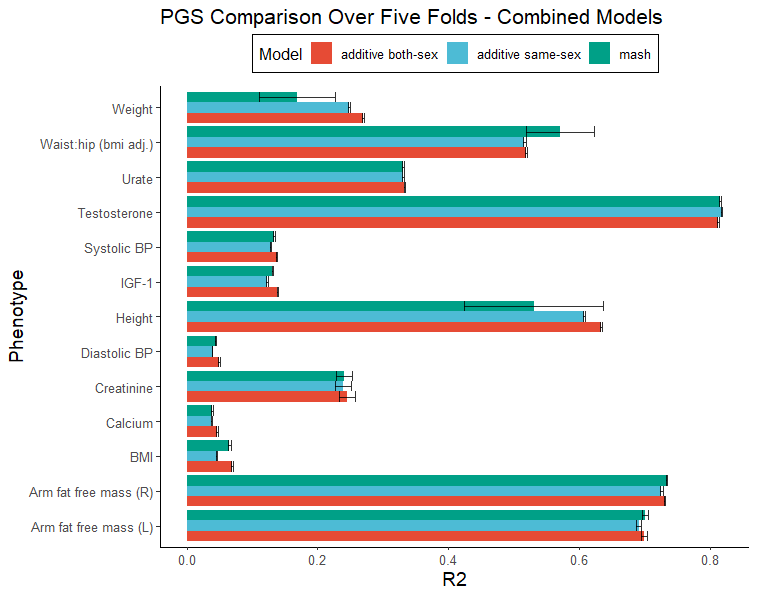 PGS Comparison Over Five Folds - Combined Models
Model additive both-sex additive same-sex mash
Phenotype
Weight
Waist:hip (bmi adj.)
Urate
Testosterone
Systolic BP
IGF-1
Height
Diastolic BP
Creatinine
Calcium
BMI
Arm fat free mass (R)
Arm fat free mass (L)
0.0 0.2 0.4 0.6 0.8
R2